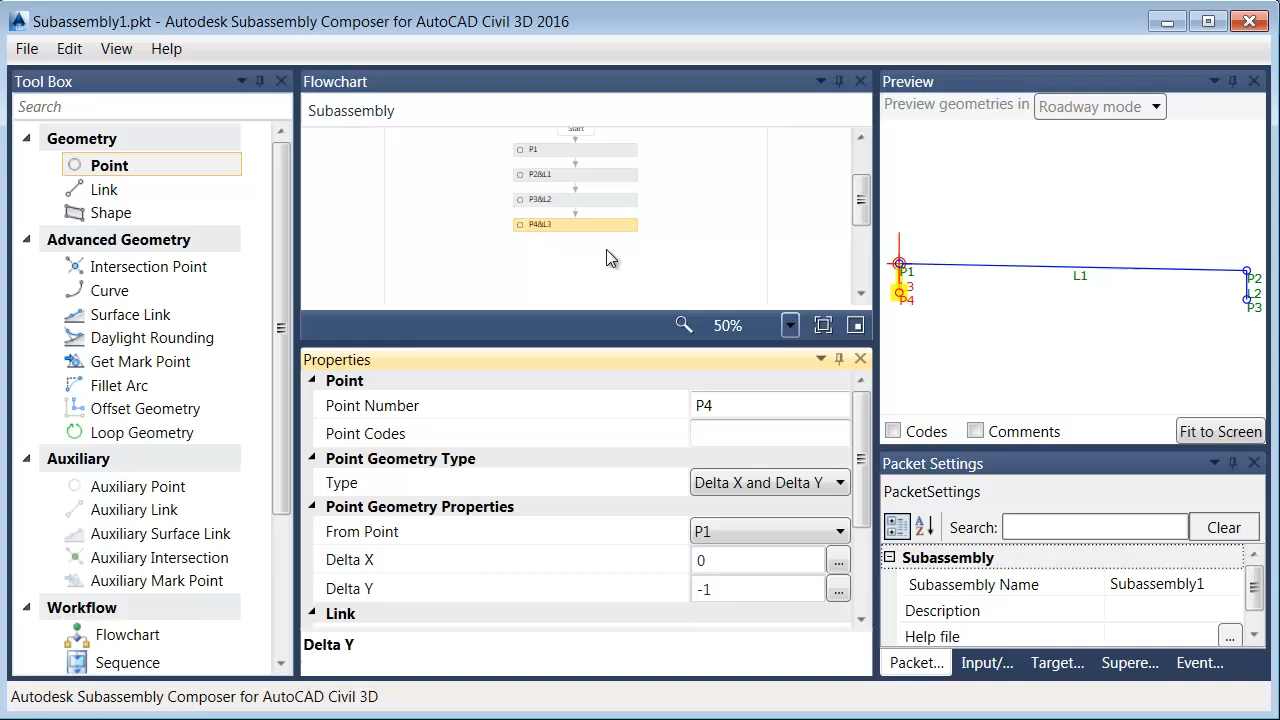 Subassembly1.pkt - Autodesk Subassembly Composer for AutoCAD Civil 3D 2016
File Edit View Help
Tool Box
Search
Geometry
Point
Link
Shape
Advanced Geometry
Intersection Point
Curve
Surface Link
Daylight Rounding
Get Mark Point
Fillet Arc
Offset Geometry
Loop Geometry
Auxiliary
Auxiliary Point
Auxiliary Link
Auxiliary Surface Link
Auxiliary Intersection
Auxiliary Mark Point
Workflow
Flowchart
Sequence
Flowchart
Subassembly
Start
P1
P2&L1
P3&L2
P4&L3
50%
Properties
Point
Point Number P4
Point Codes
Point Geometry Type
Type Delta X and Delta Y
Point Geometry Properties
From Point P1
Delta X 0 ...
Delta Y -1 ...
Link
Delta Y
Preview
Preview geometries in Roadway mode
P1
L1
P2
3
L2
P4
P3
Codes Comments Fit to Screen
Packet Settings
PacketSettings
Search: Clear
Subassembly
Subassembly Name Subassembly1
Description
Help file ...
Packet... Input/... Target... Supere... Event...
Autodesk Subassembly Composer for AutoCAD Civil 3D